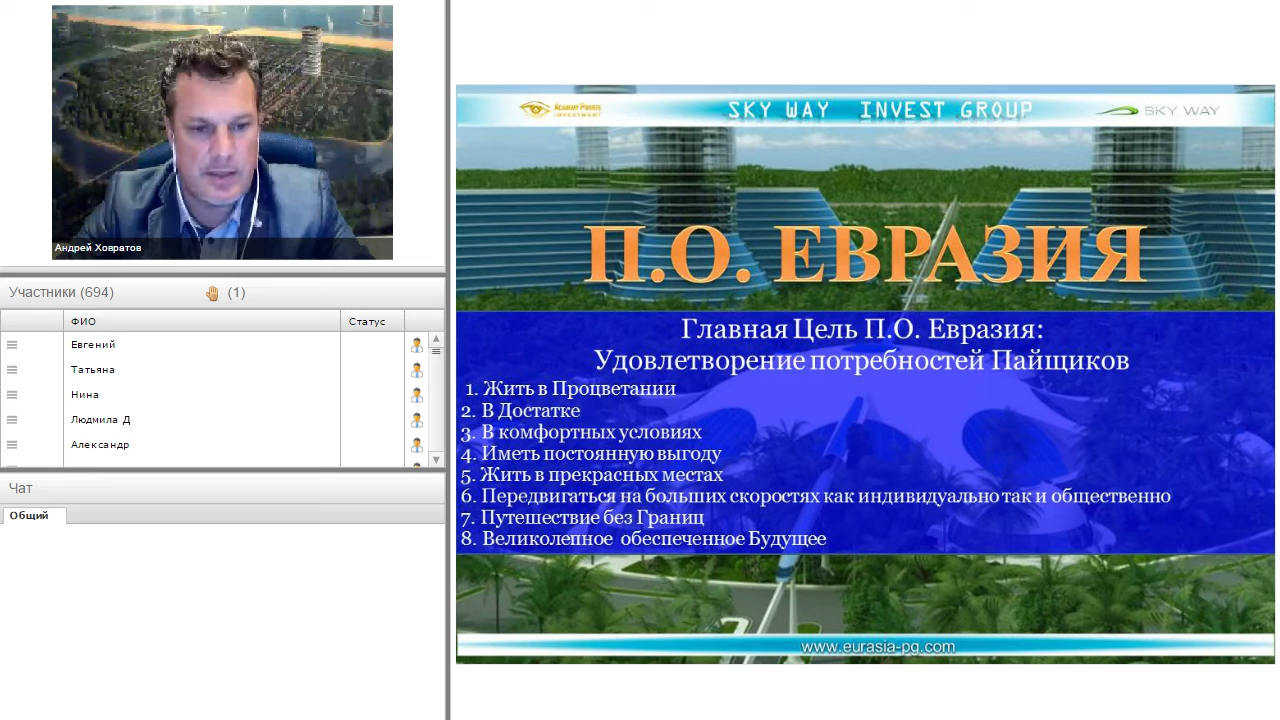 Андрей Ховратов
Участники (694)
(1)
ФИО
Статус
Евгений
Татьяна
Нина
Людмила Д
Александр
Чат
Общий
ACADEMY PRIVATE
INVESTMENT
SKY WAY INVEST GROUP
SKY WAY
П.О. ЕВРАЗИЯ
Главная Цель П.О. Евразия:
Удовлетворение потребностей Пайщиков
1. Жить в Процветании
2. В Достатке
3. В комфортных условиях
4. Иметь постоянную выгоду
5. Жить в прекрасных местах
6. Передвигаться на больших скоростях как индивидуально так и общественно
7. Путешествие без Границ
8. Великолепное обеспеченное Будущее
www.eurasia-pg.com